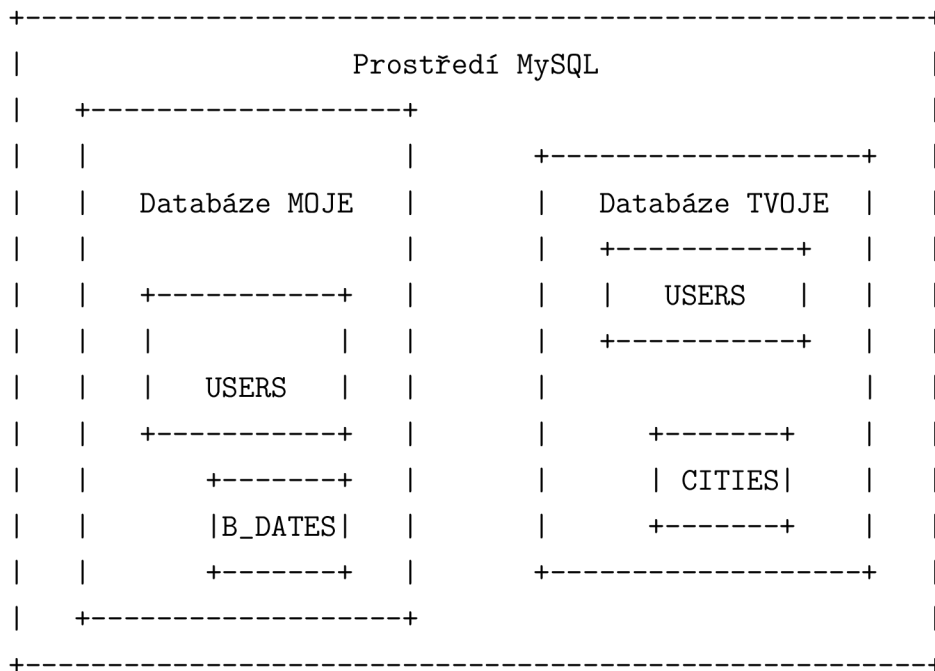 Prostředí MySQL
Databáze MOJE Databáze TVOJE
USERS
USERS
CITIES
B_DATES